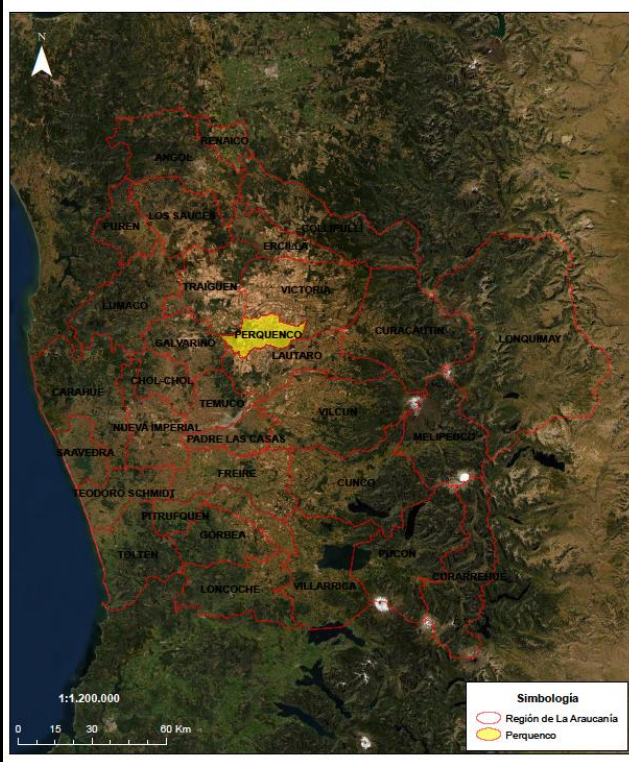 N
RENAICO
ANGOL
LOS SAUCES
PUREN
COLLIPULLI
ERCILLA
TRAIGUEN
VICTORIA
LUMACO
PERQUENCO
CURACAUTIN
LONQUIMAY
GALVARINO
LAUTARO
CHOL-CHOL
CARAHUE
TEMUCO
VILCUN
NUEVA IMPERIAL
PADRE LAS CASAS
MELIPEUCO
SAAVEDRA
FREIRE
CUNCO
TEODORO SCHMIDT
PITRUFQUEN
GORBEA
TOLTEN
PUCON
CURARREHUE
LONCOCHE
VILLARRICA
1:1.200.000
0 15 30 60 Km
Simbología
Región de La Araucanía
Perquenco